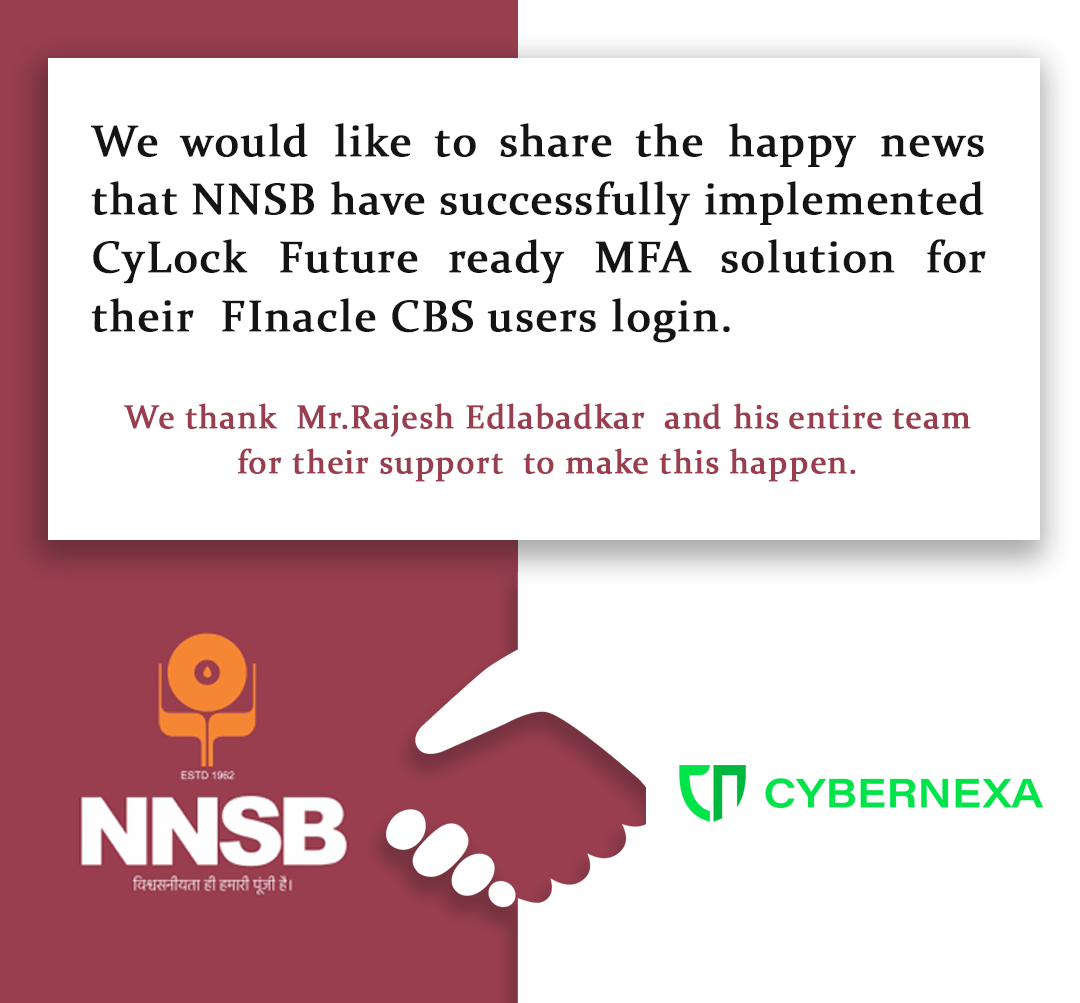 We would like to share the happy news
that NNSB have successfully implemented
CyLock Future ready MFA solution for
their FInacle CBS users login.
We thank Mr.Rajesh Edlabadkar and his entire team
for their support to make this happen.
ESTD 1962
NNSB
विश्वसनीयता ही हमारी पूंजी है।
CYBERNEXA